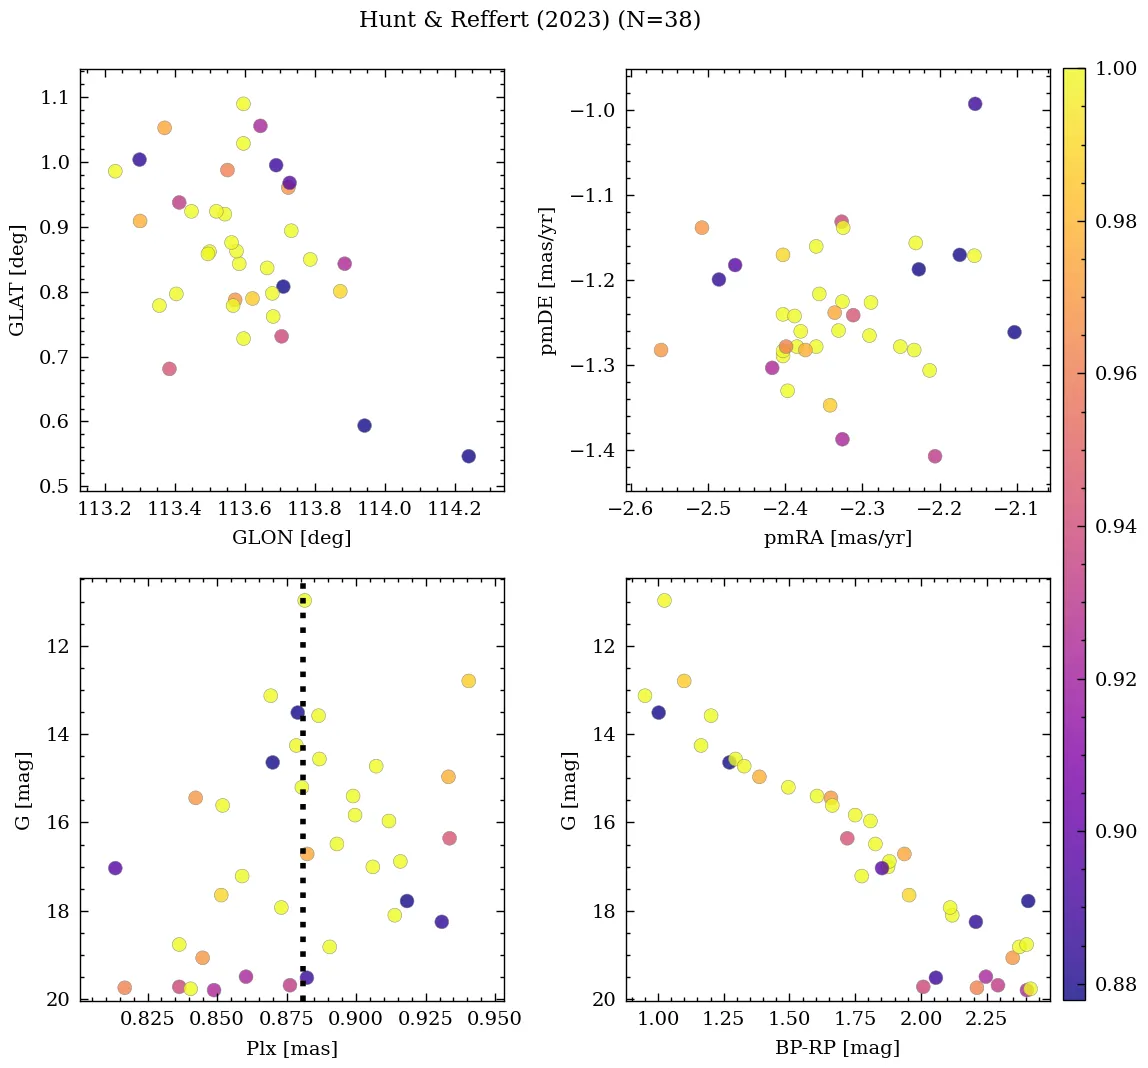 Hunt & Reffert (2023) (N=38)
1.1
1.0
0.9
0.8
0.7
0.6
0.5
GLAT [deg]
113.2 113.4 113.6 113.8 114.0 114.2
GLON [deg]
−1.0
−1.1
−1.2
−1.3
−1.4
pmDE [mas/yr]
−2.6 −2.5 −2.4 −2.3 −2.2 −2.1
pmRA [mas/yr]
12
14
16
18
20
G [mag]
0.825 0.850 0.875 0.900 0.925 0.950
Plx [mas]
12
14
16
18
20
G [mag]
1.00 1.25 1.50 1.75 2.00 2.25
BP-RP [mag]
1.00
0.98
0.96
0.94
0.92
0.90
0.88